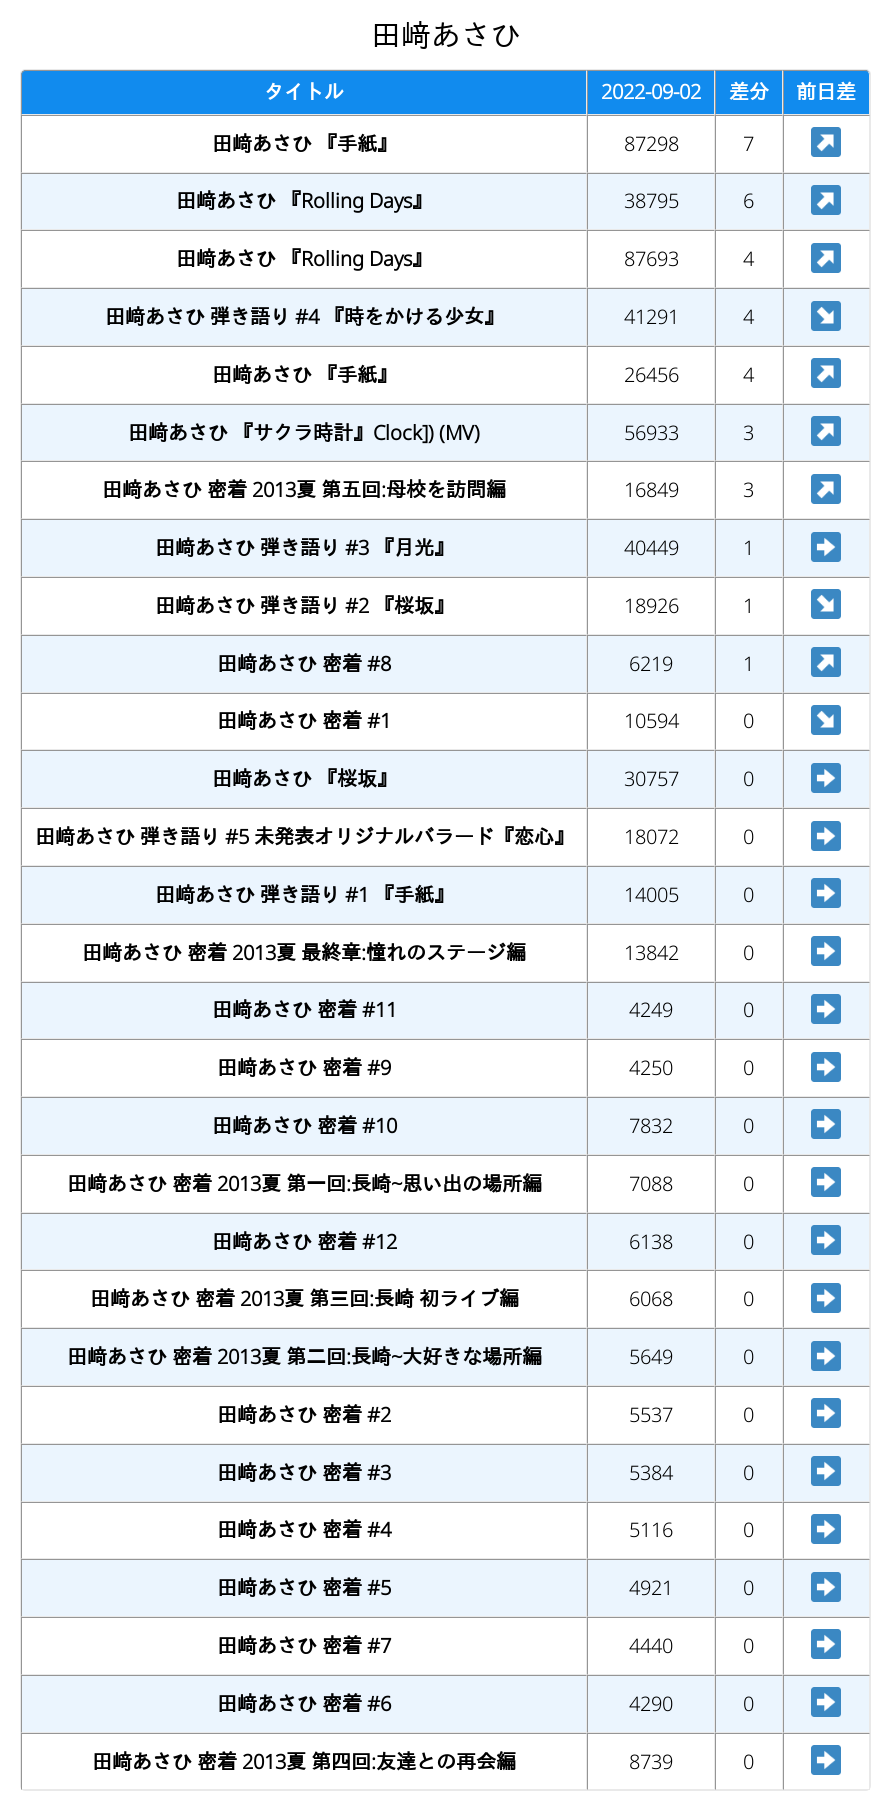 田﨑あさひ
タイトル 2022-09-02 差分 前日差
田﨑あさひ 『手紙』 87298 7 ↗
田﨑あさひ 『Rolling Days』 38795 6 ↗
田﨑あさひ 『Rolling Days』 87693 4 ↗
田﨑あさひ 弾き語り #4 『時をかける少女』 41291 4 ↘
田﨑あさひ 『手紙』 26456 4 ↗
田﨑あさひ 『サクラ時計』Clock]) (MV) 56933 3 ↗
田﨑あさひ 密着 2013夏 第五回:母校を訪問編 16849 3 ↗
田﨑あさひ 弾き語り #3 『月光』 40449 1 ➡
田﨑あさひ 弾き語り #2 『桜坂』 18926 1 ↘
田﨑あさひ 密着 #8 6219 1 ↗
田﨑あさひ 密着 #1 10594 0 ↘
田﨑あさひ 『桜坂』 30757 0 ➡
田﨑あさひ 弾き語り #5 未発表オリジナルバラード『恋心』 18072 0 ➡
田﨑あさひ 弾き語り #1 『手紙』 14005 0 ➡
田﨑あさひ 密着 2013夏 最終章:憧れのステージ編 13842 0 ➡
田﨑あさひ 密着 #11 4249 0 ➡
田﨑あさひ 密着 #9 4250 0 ➡
田﨑あさひ 密着 #10 7832 0 ➡
田﨑あさひ 密着 2013夏 第一回:長崎~思い出の場所編 7088 0 ➡
田﨑あさひ 密着 #12 6138 0 ➡
田﨑あさひ 密着 2013夏 第三回:長崎 初ライブ編 6068 0 ➡
田﨑あさひ 密着 2013夏 第二回:長崎~大好きな場所編 5649 0 ➡
田﨑あさひ 密着 #2 5537 0 ➡
田﨑あさひ 密着 #3 5384 0 ➡
田﨑あさひ 密着 #4 5116 0 ➡
田﨑あさひ 密着 #5 4921 0 ➡
田﨑あさひ 密着 #7 4440 0 ➡
田﨑あさひ 密着 #6 4290 0 ➡
田﨑あさひ 密着 2013夏 第四回:友達との再会編 8739 0 ➡